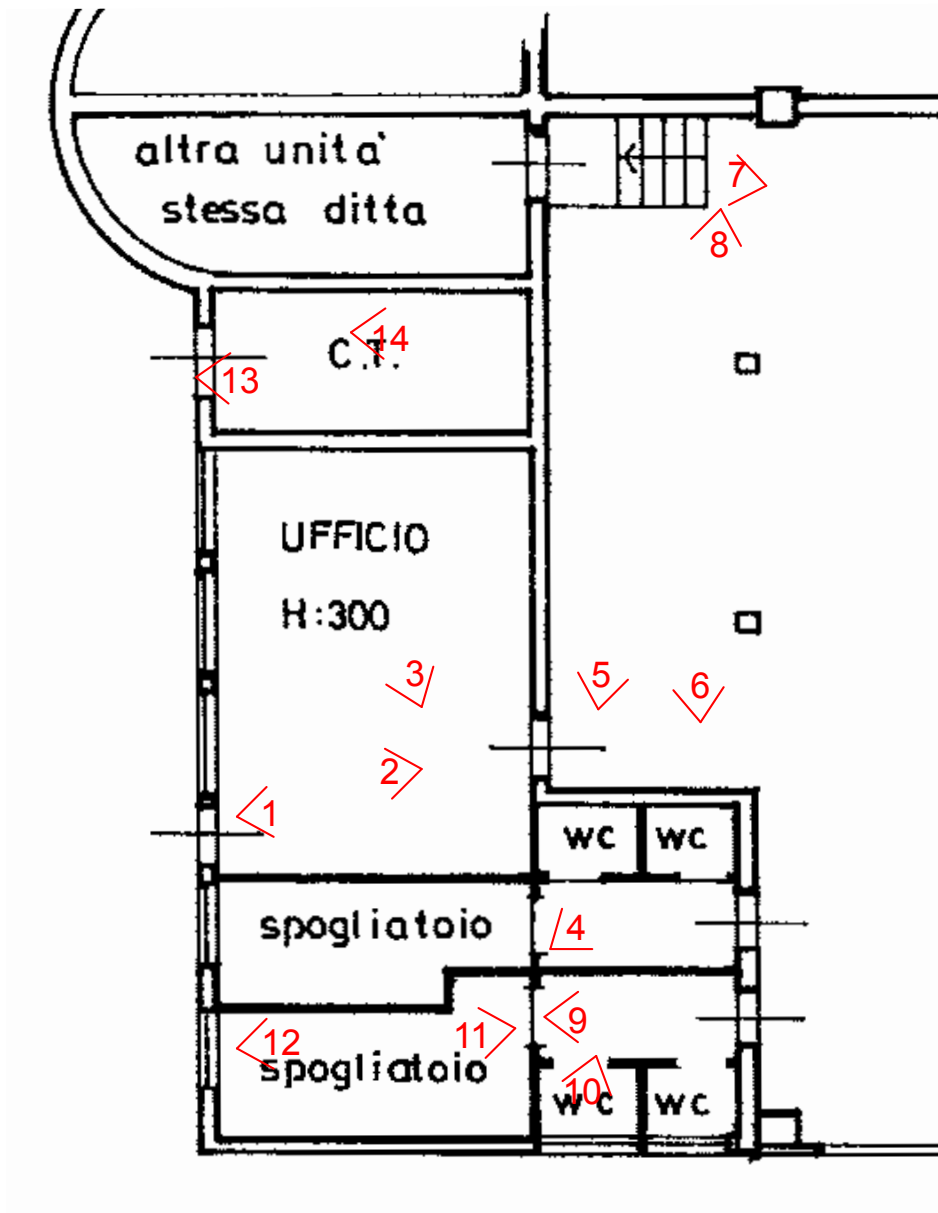 altra unita'
stessa ditta
7
8
C.T.
14
13
UFFICIO
H:300
3
5
6
2
1
wc
wc
spogliatoio
4
9
11
12
spogliatoio
10
wc
wc